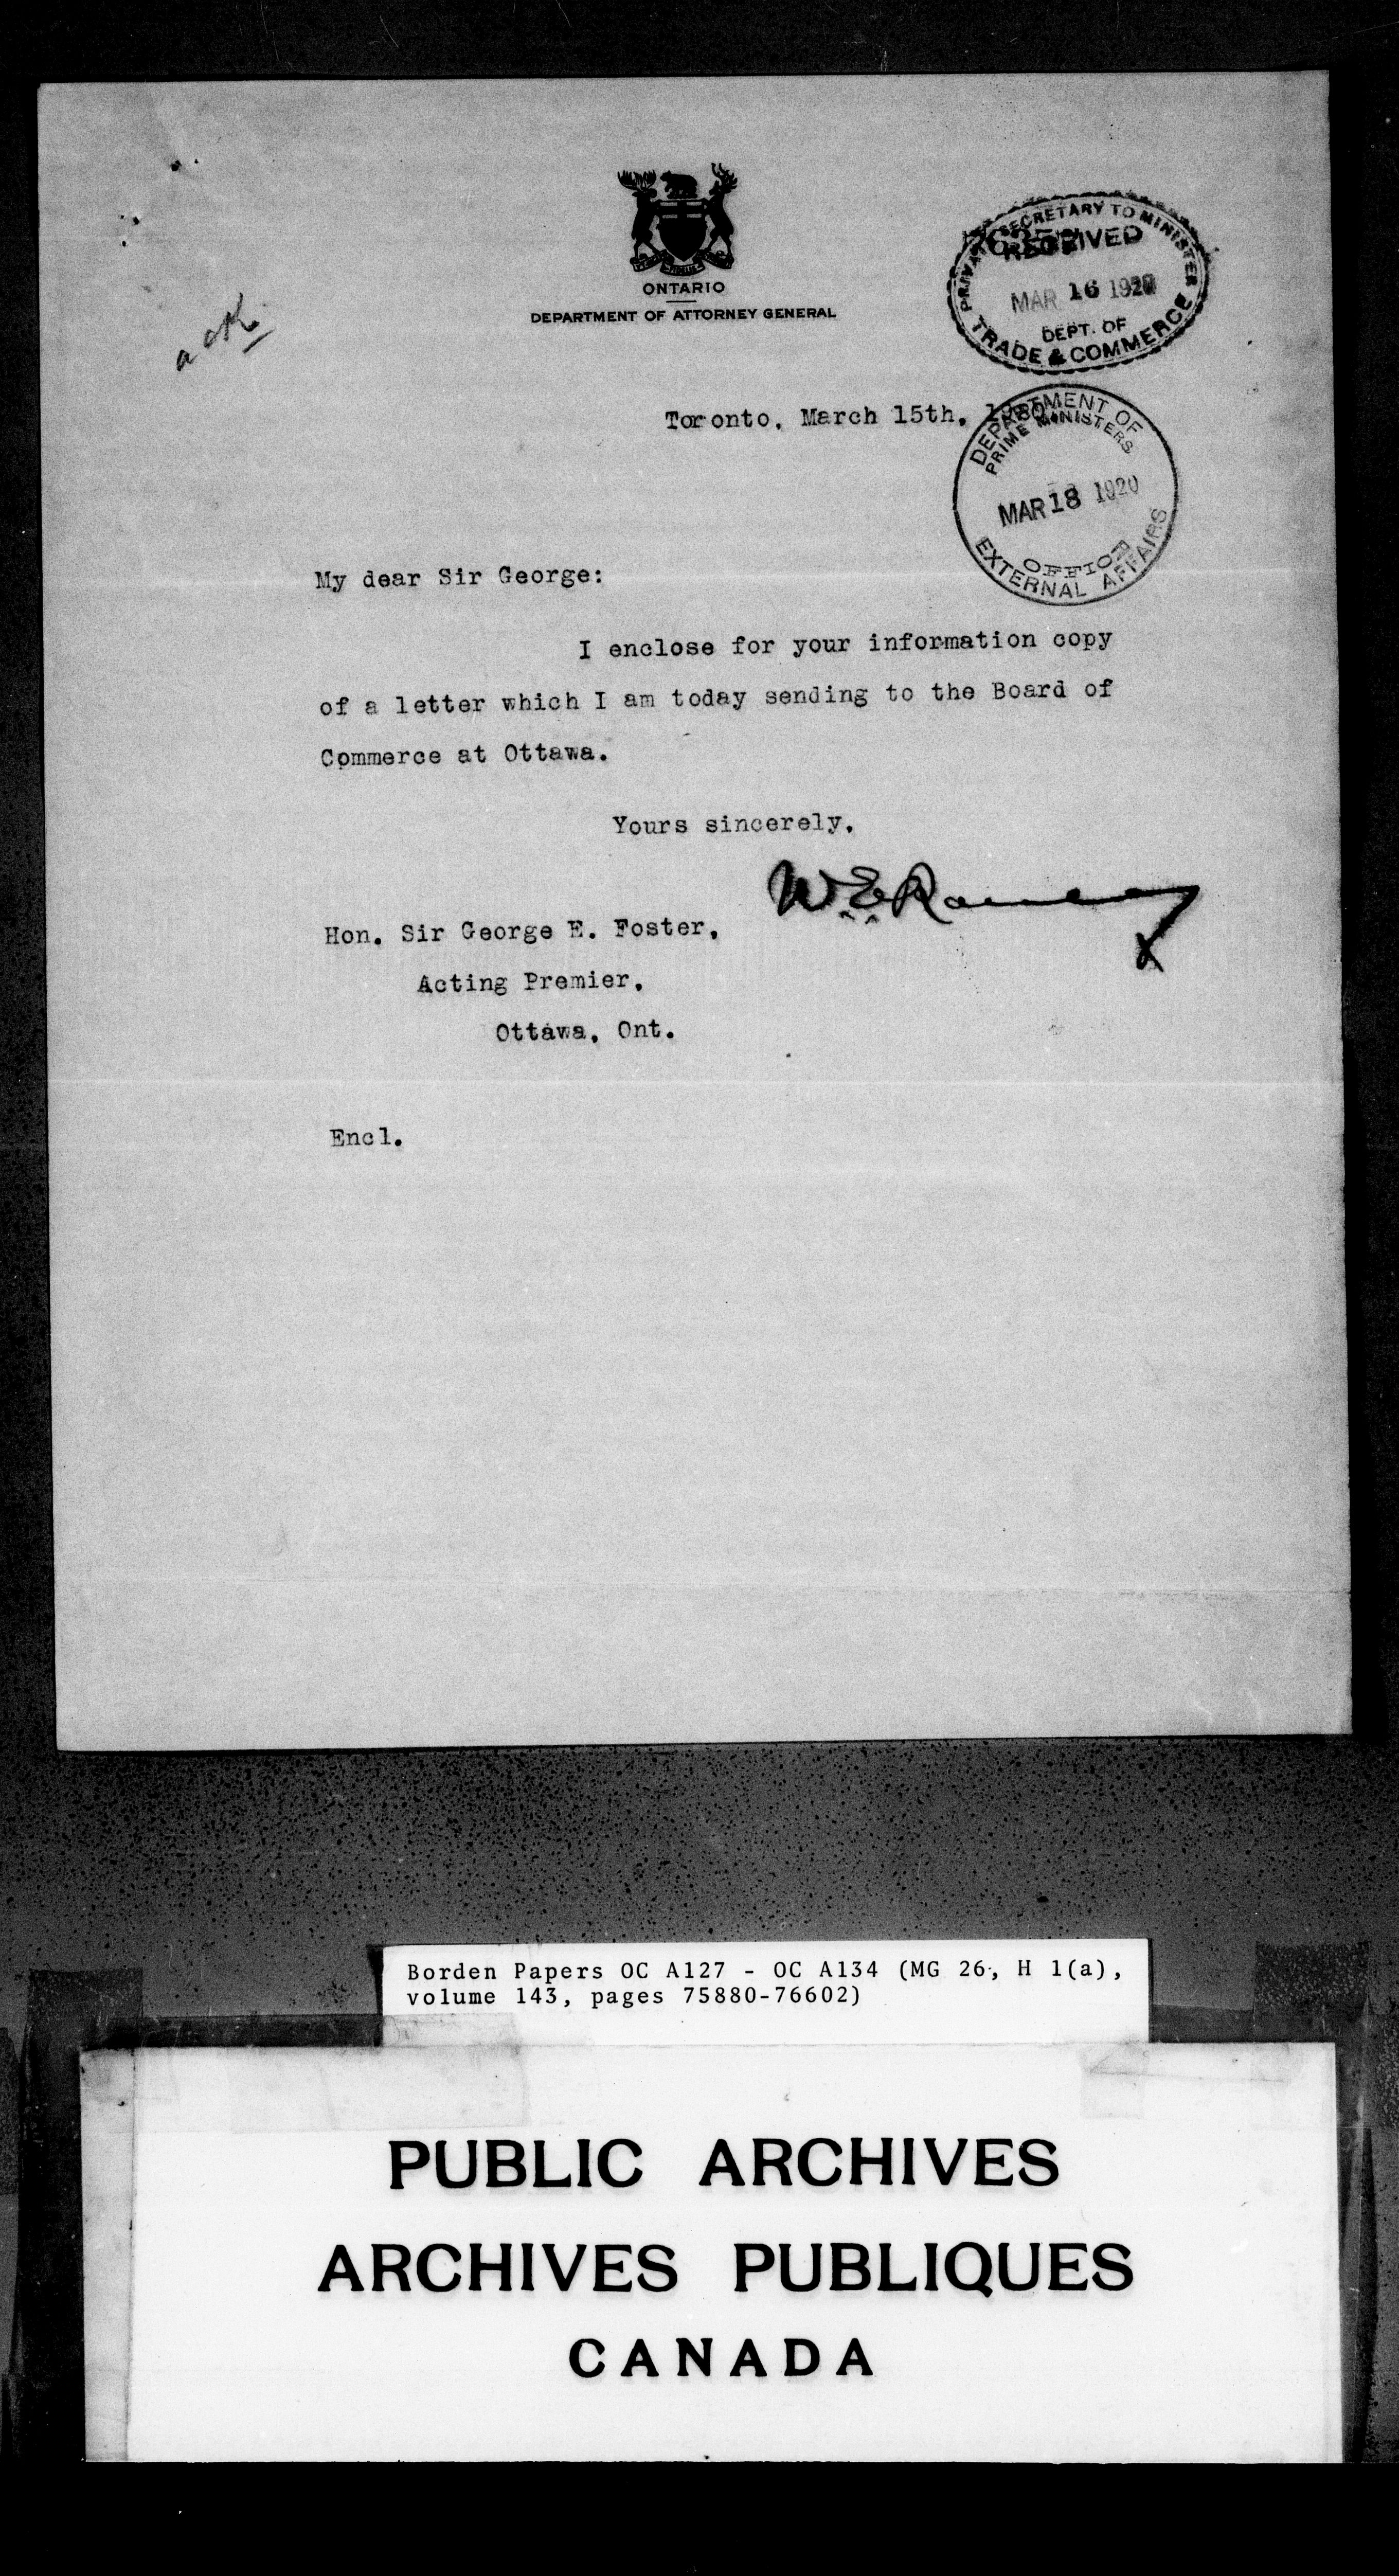 ONTARIO
DEPARTMENT OF ATTORNEY GENERAL
ack.
PRIVATE SECRETARY TO MINISTER
RECEIVED
MAR 16 1920
DEPT. OF
TRADE & COMMERCE
Toronto, March 15th, 1920.
DEPARTMENT OF
PRIME MINISTERS
MAR 18 1920
OFFICE
EXTERNAL AFFAIRS
My dear Sir George:
I enclose for your information copy
of a letter which I am today sending to the Board of
Commerce at Ottawa.
Yours sincerely,
W. E. Raney
Hon. Sir George E. Foster,
Acting Premier,
Ottawa, Ont.
Encl.
Borden Papers OC A127 - OC A134 (MG 26, H 1(a),
volume 143, pages 75880-76602)
PUBLIC ARCHIVES
ARCHIVES PUBLIQUES
CANADA